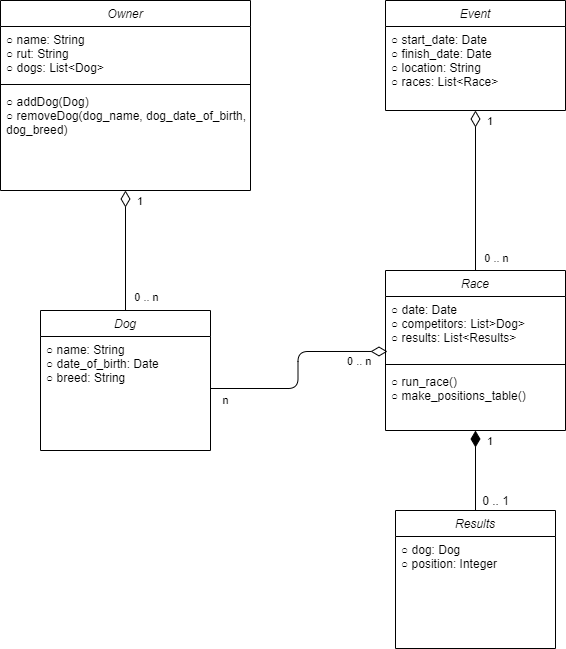 Owner
○ name: String
○ rut: String
○ dogs: List<Dog>
○ addDog(Dog)
○ removeDog(dog_name, dog_date_of_birth,
dog_breed)
1
0 .. n
Dog
○ name: String
○ date_of_birth: Date
○ breed: String
n
0 .. n
Event
○ start_date: Date
○ finish_date: Date
○ location: String
○ races: List<Race>
1
0 .. n
Race
○ date: Date
○ competitors: List>Dog>
○ results: List<Results>
○ run_race()
○ make_positions_table()
1
0 .. 1
Results
○ dog: Dog
○ position: Integer